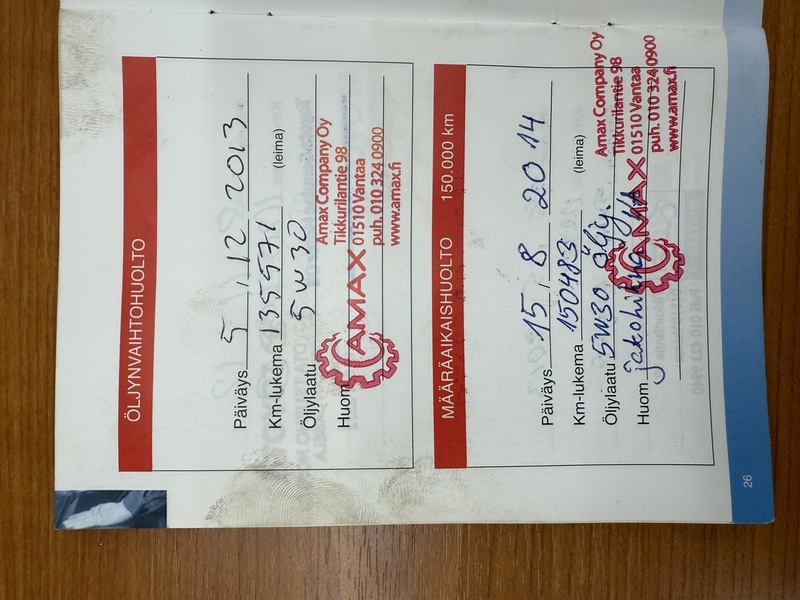 ÖLJYNVAIHTOHUOLTO
Päiväys 5 . 12 2013
Km-lukema 135571 (leima)
Öljylaatu 5W30
Huom
AMAX
Amax Company Oy
Tikkurilantie 98
01510 Vantaa
puh. 010 324 0900
www.amax.fi
MÄÄRÄAIKAISHUOLTO 150.000 km
Päiväys 15 . 8 2014
Km-lukema 150483 (leima)
Öljylaatu 5W30 Öljy.
Huom jakohihna
AMAX
Amax Company Oy
Tikkurilantie 98
01510 Vantaa
puh. 010 324 0900
www.amax.fi
26